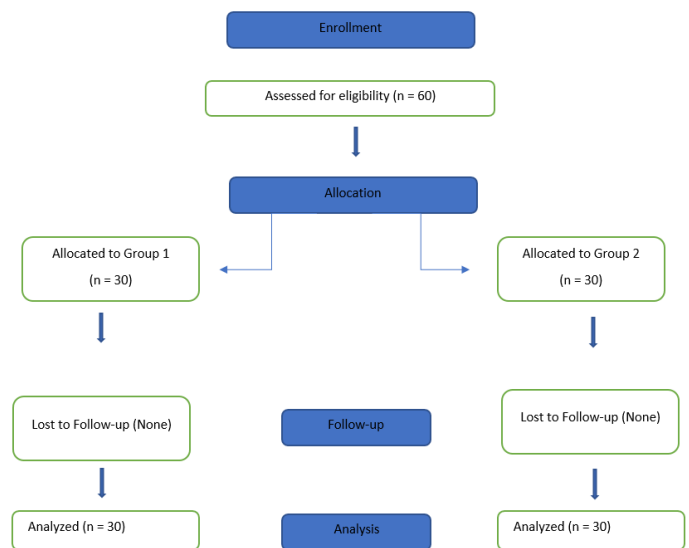 Enrollment
Assessed for eligibility (n = 60)
Allocation
Allocated to Group 1
(n = 30)
Allocated to Group 2
(n = 30)
Lost to Follow-up (None)
Follow-up
Lost to Follow-up (None)
Analyzed (n = 30)
Analysis
Analyzed (n = 30)